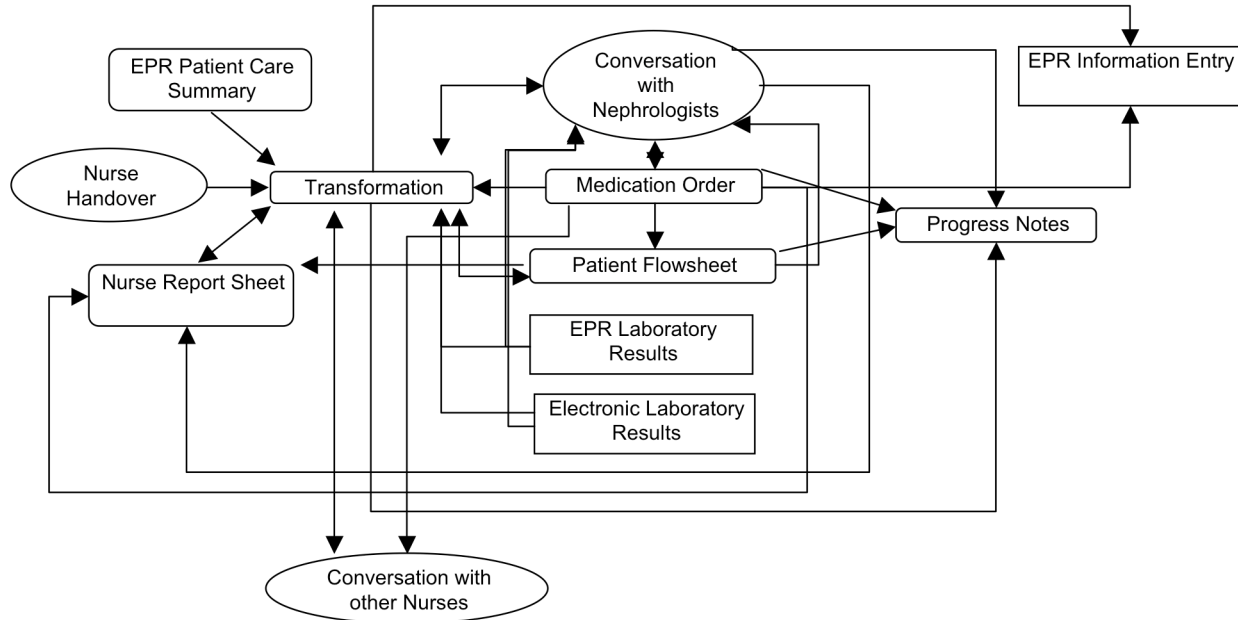 EPR Patient Care
Summary
Conversation
with
Nephrologists
EPR Information Entry
Nurse
Handover
Transformation
Medication Order
Progress Notes
Nurse Report Sheet
Patient Flowsheet
EPR Laboratory
Results
Electronic Laboratory
Results
Conversation with
other Nurses